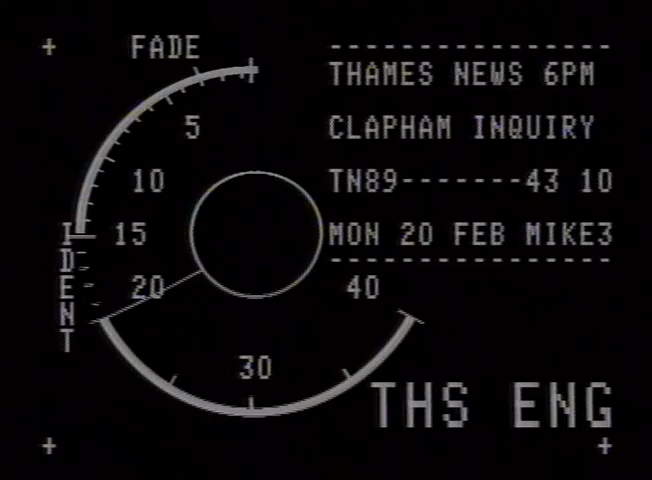 FADE
THAMES NEWS 6PM
CLAPHAM INQUIRY
TN89-------43 10
MON 20 FEB MIKE3
5
10
15
20
30
40
IDENT
THS ENG